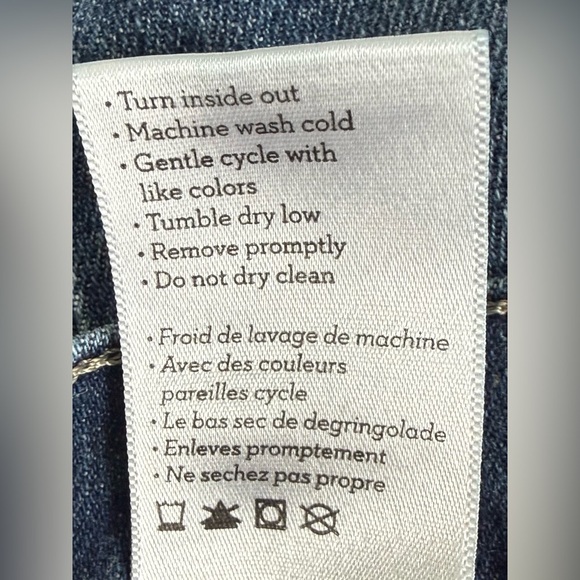 • Turn inside out
• Machine wash cold
• Gentle cycle with
like colors
• Tumble dry low
• Remove promptly
• Do not dry clean
• Froid de lavage de machine
• Avec des couleurs
pareilles cycle
• Le bas sec de degringolade
• Enleves promptement
• Ne sechez pas propre